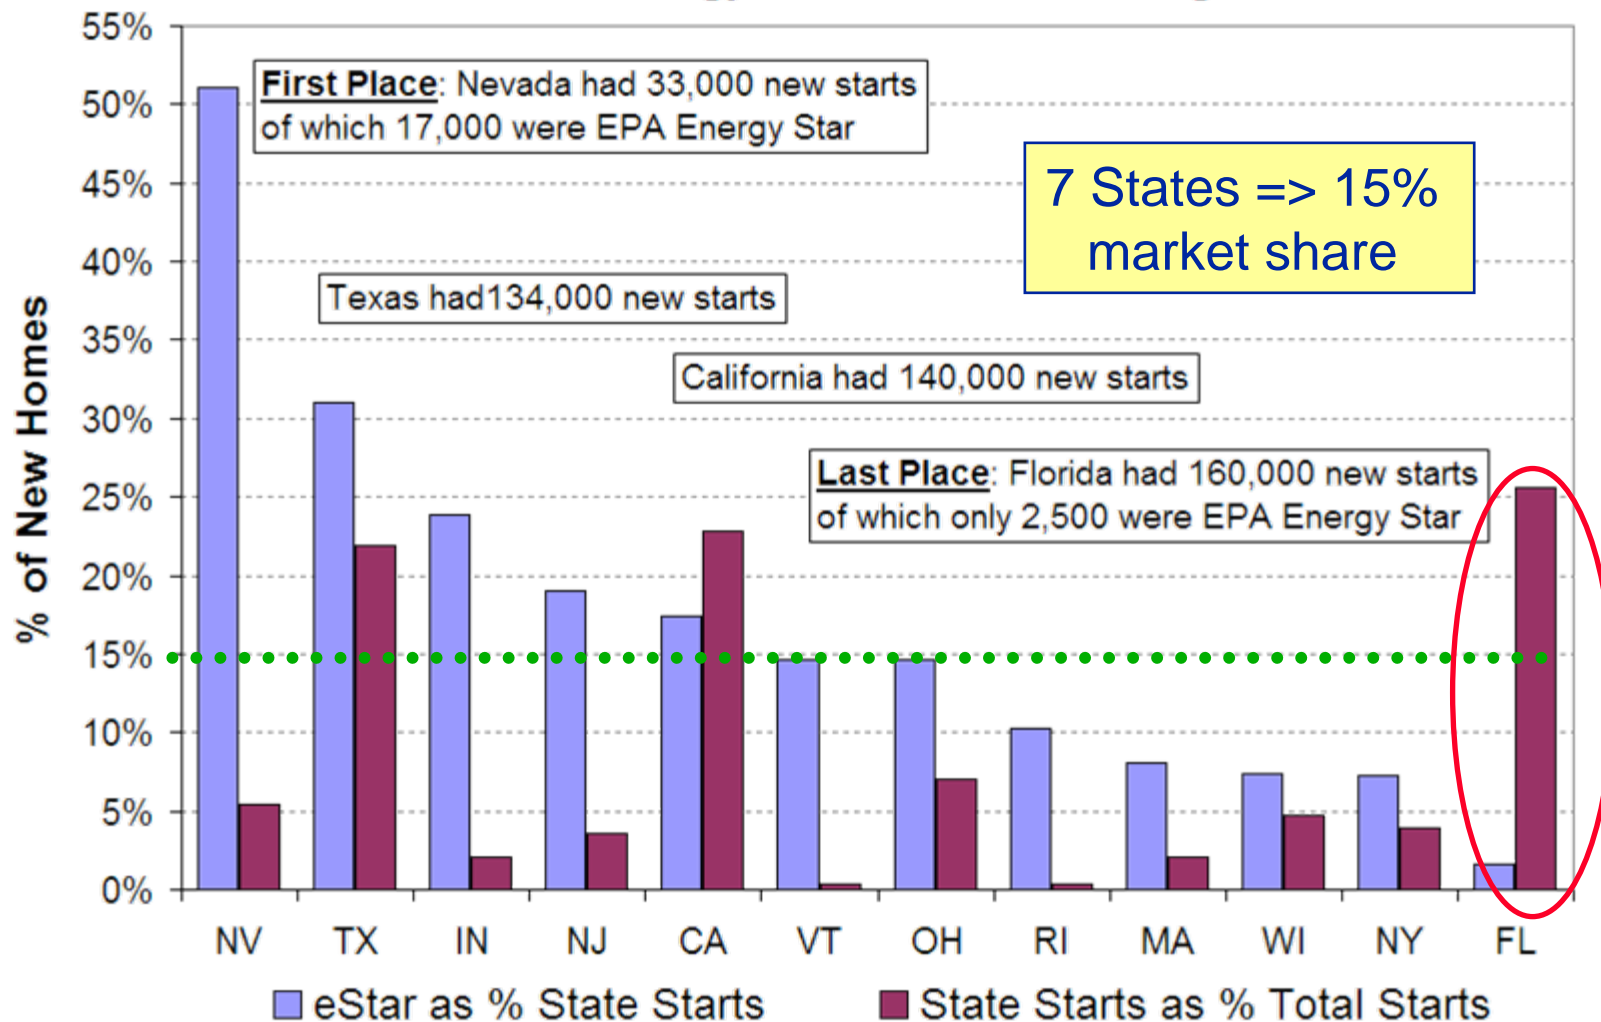 55%
50%
45%
40%
35%
30%
25%
20%
15%
10%
5%
0%
% of New Homes
First Place: Nevada had 33,000 new starts
of which 17,000 were EPA Energy Star
7 States => 15%
market share
Texas had134,000 new starts
California had 140,000 new starts
Last Place: Florida had 160,000 new starts
of which only 2,500 were EPA Energy Star
NV TX IN NJ CA VT OH RI MA WI NY FL
eStar as % State Starts State Starts as % Total Starts